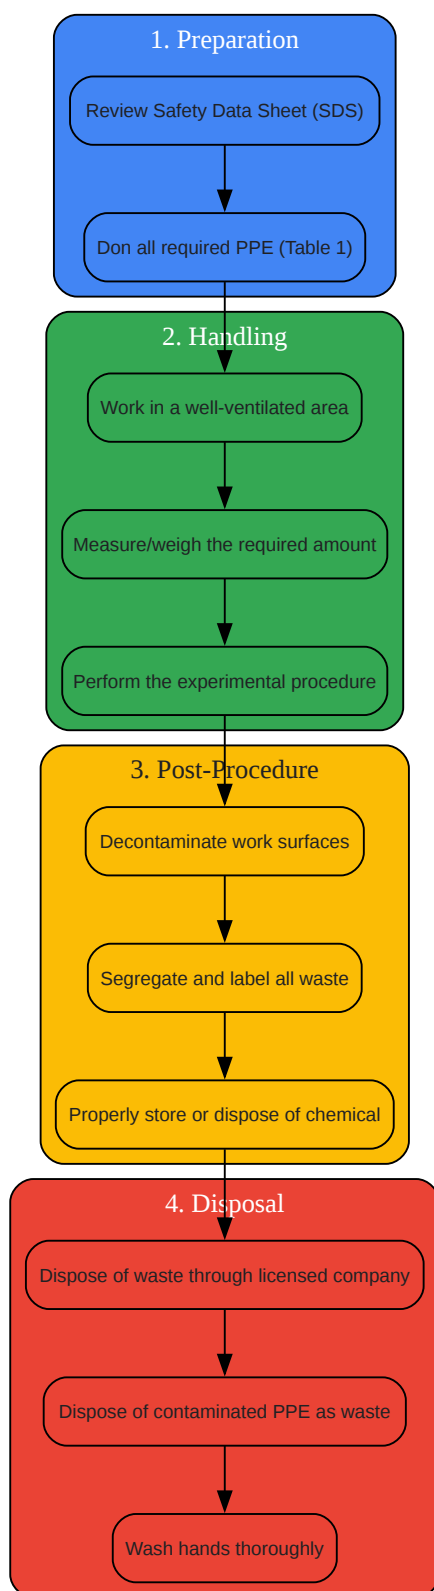 1. Preparation
Review Safety Data Sheet (SDS)
Don all required PPE (Table 1)
2. Handling
Work in a well-ventilated area
Measure/weigh the required amount
Perform the experimental procedure
3. Post-Procedure
Decontaminate work surfaces
Segregate and label all waste
Properly store or dispose of chemical
4. Disposal
Dispose of waste through licensed company
Dispose of contaminated PPE as waste
Wash hands thoroughly